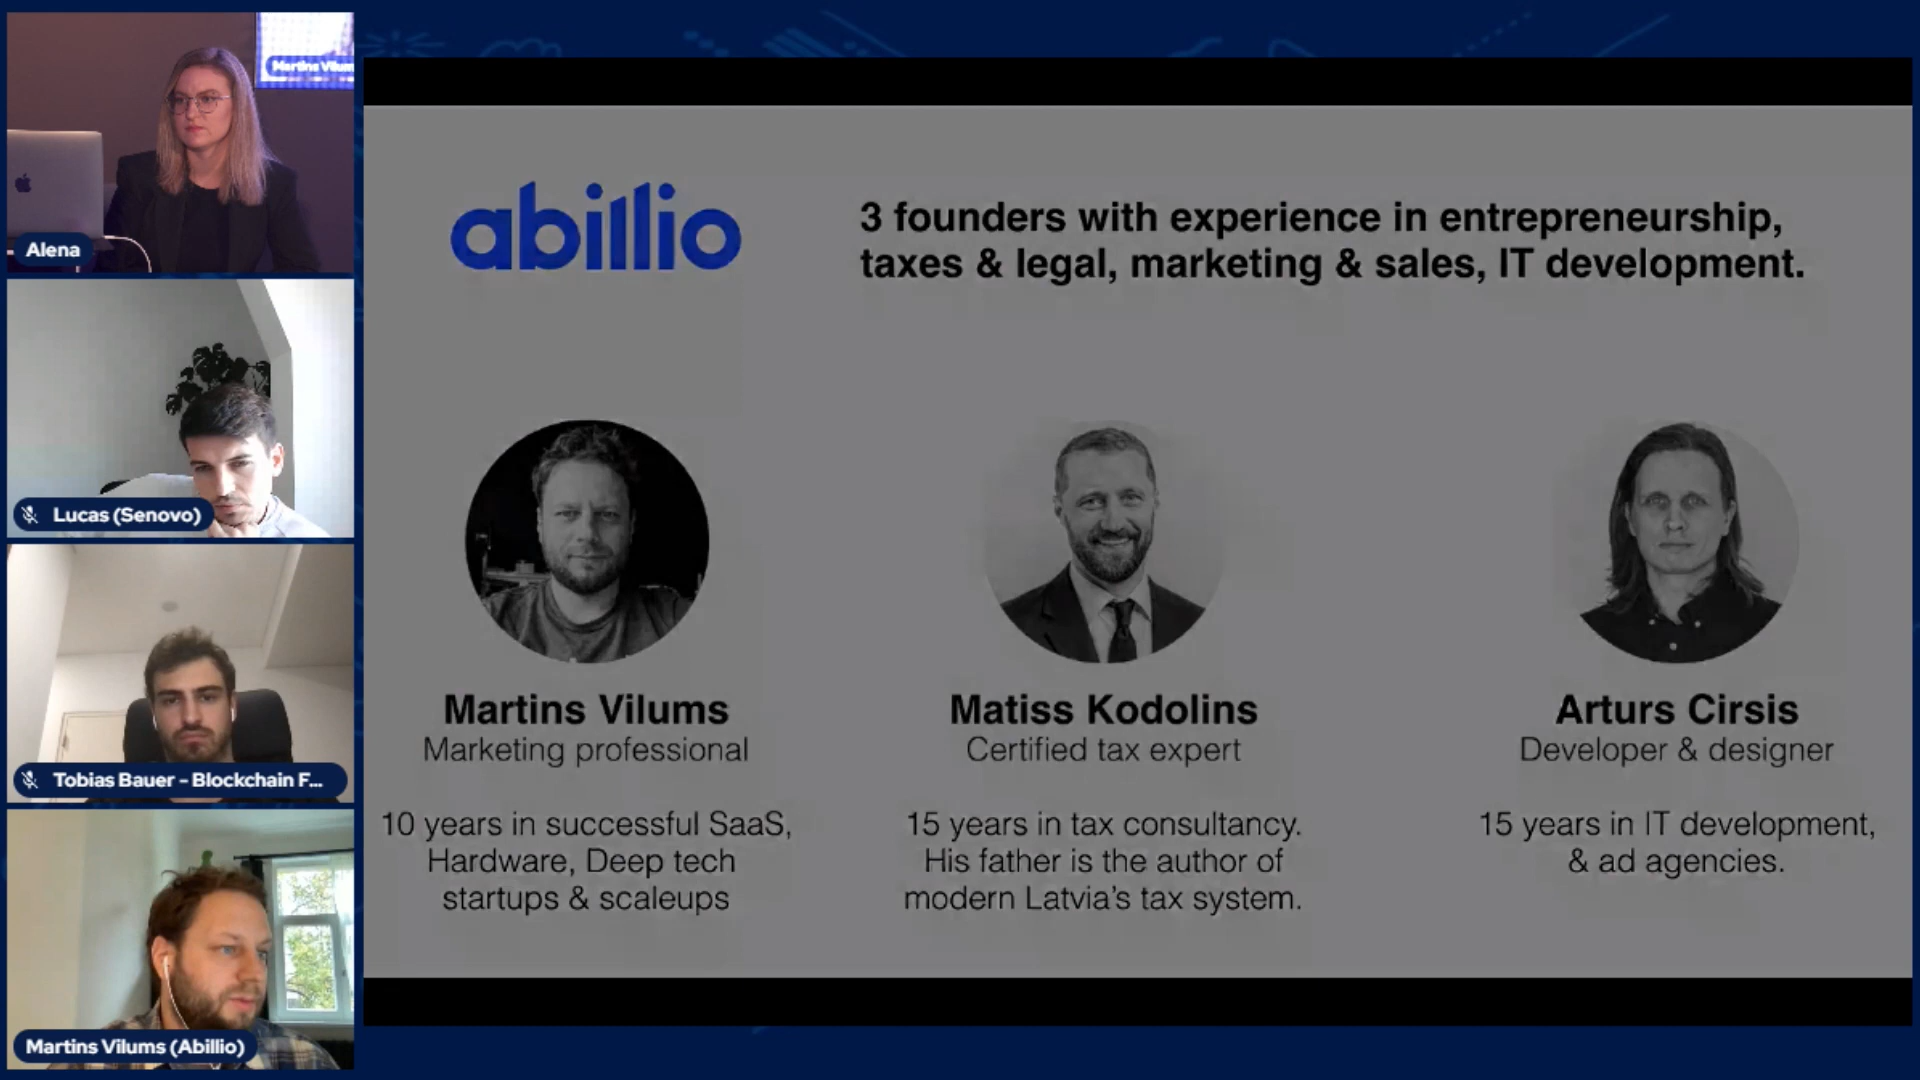 Martins Vilum
Alena
Lucas (Senovo)
Tobias Bauer - Blockchain F...
Martins Vilums (Abillio)
abillio
3 founders with experience in entrepreneurship,
taxes & legal, marketing & sales, IT development.
Martins Vilums
Marketing professional
10 years in successful SaaS,
Hardware, Deep tech
startups & scaleups
Matiss Kodolins
Certified tax expert
15 years in tax consultancy.
His father is the author of
modern Latvia's tax system.
Arturs Cirsis
Developer & designer
15 years in IT development,
& ad agencies.